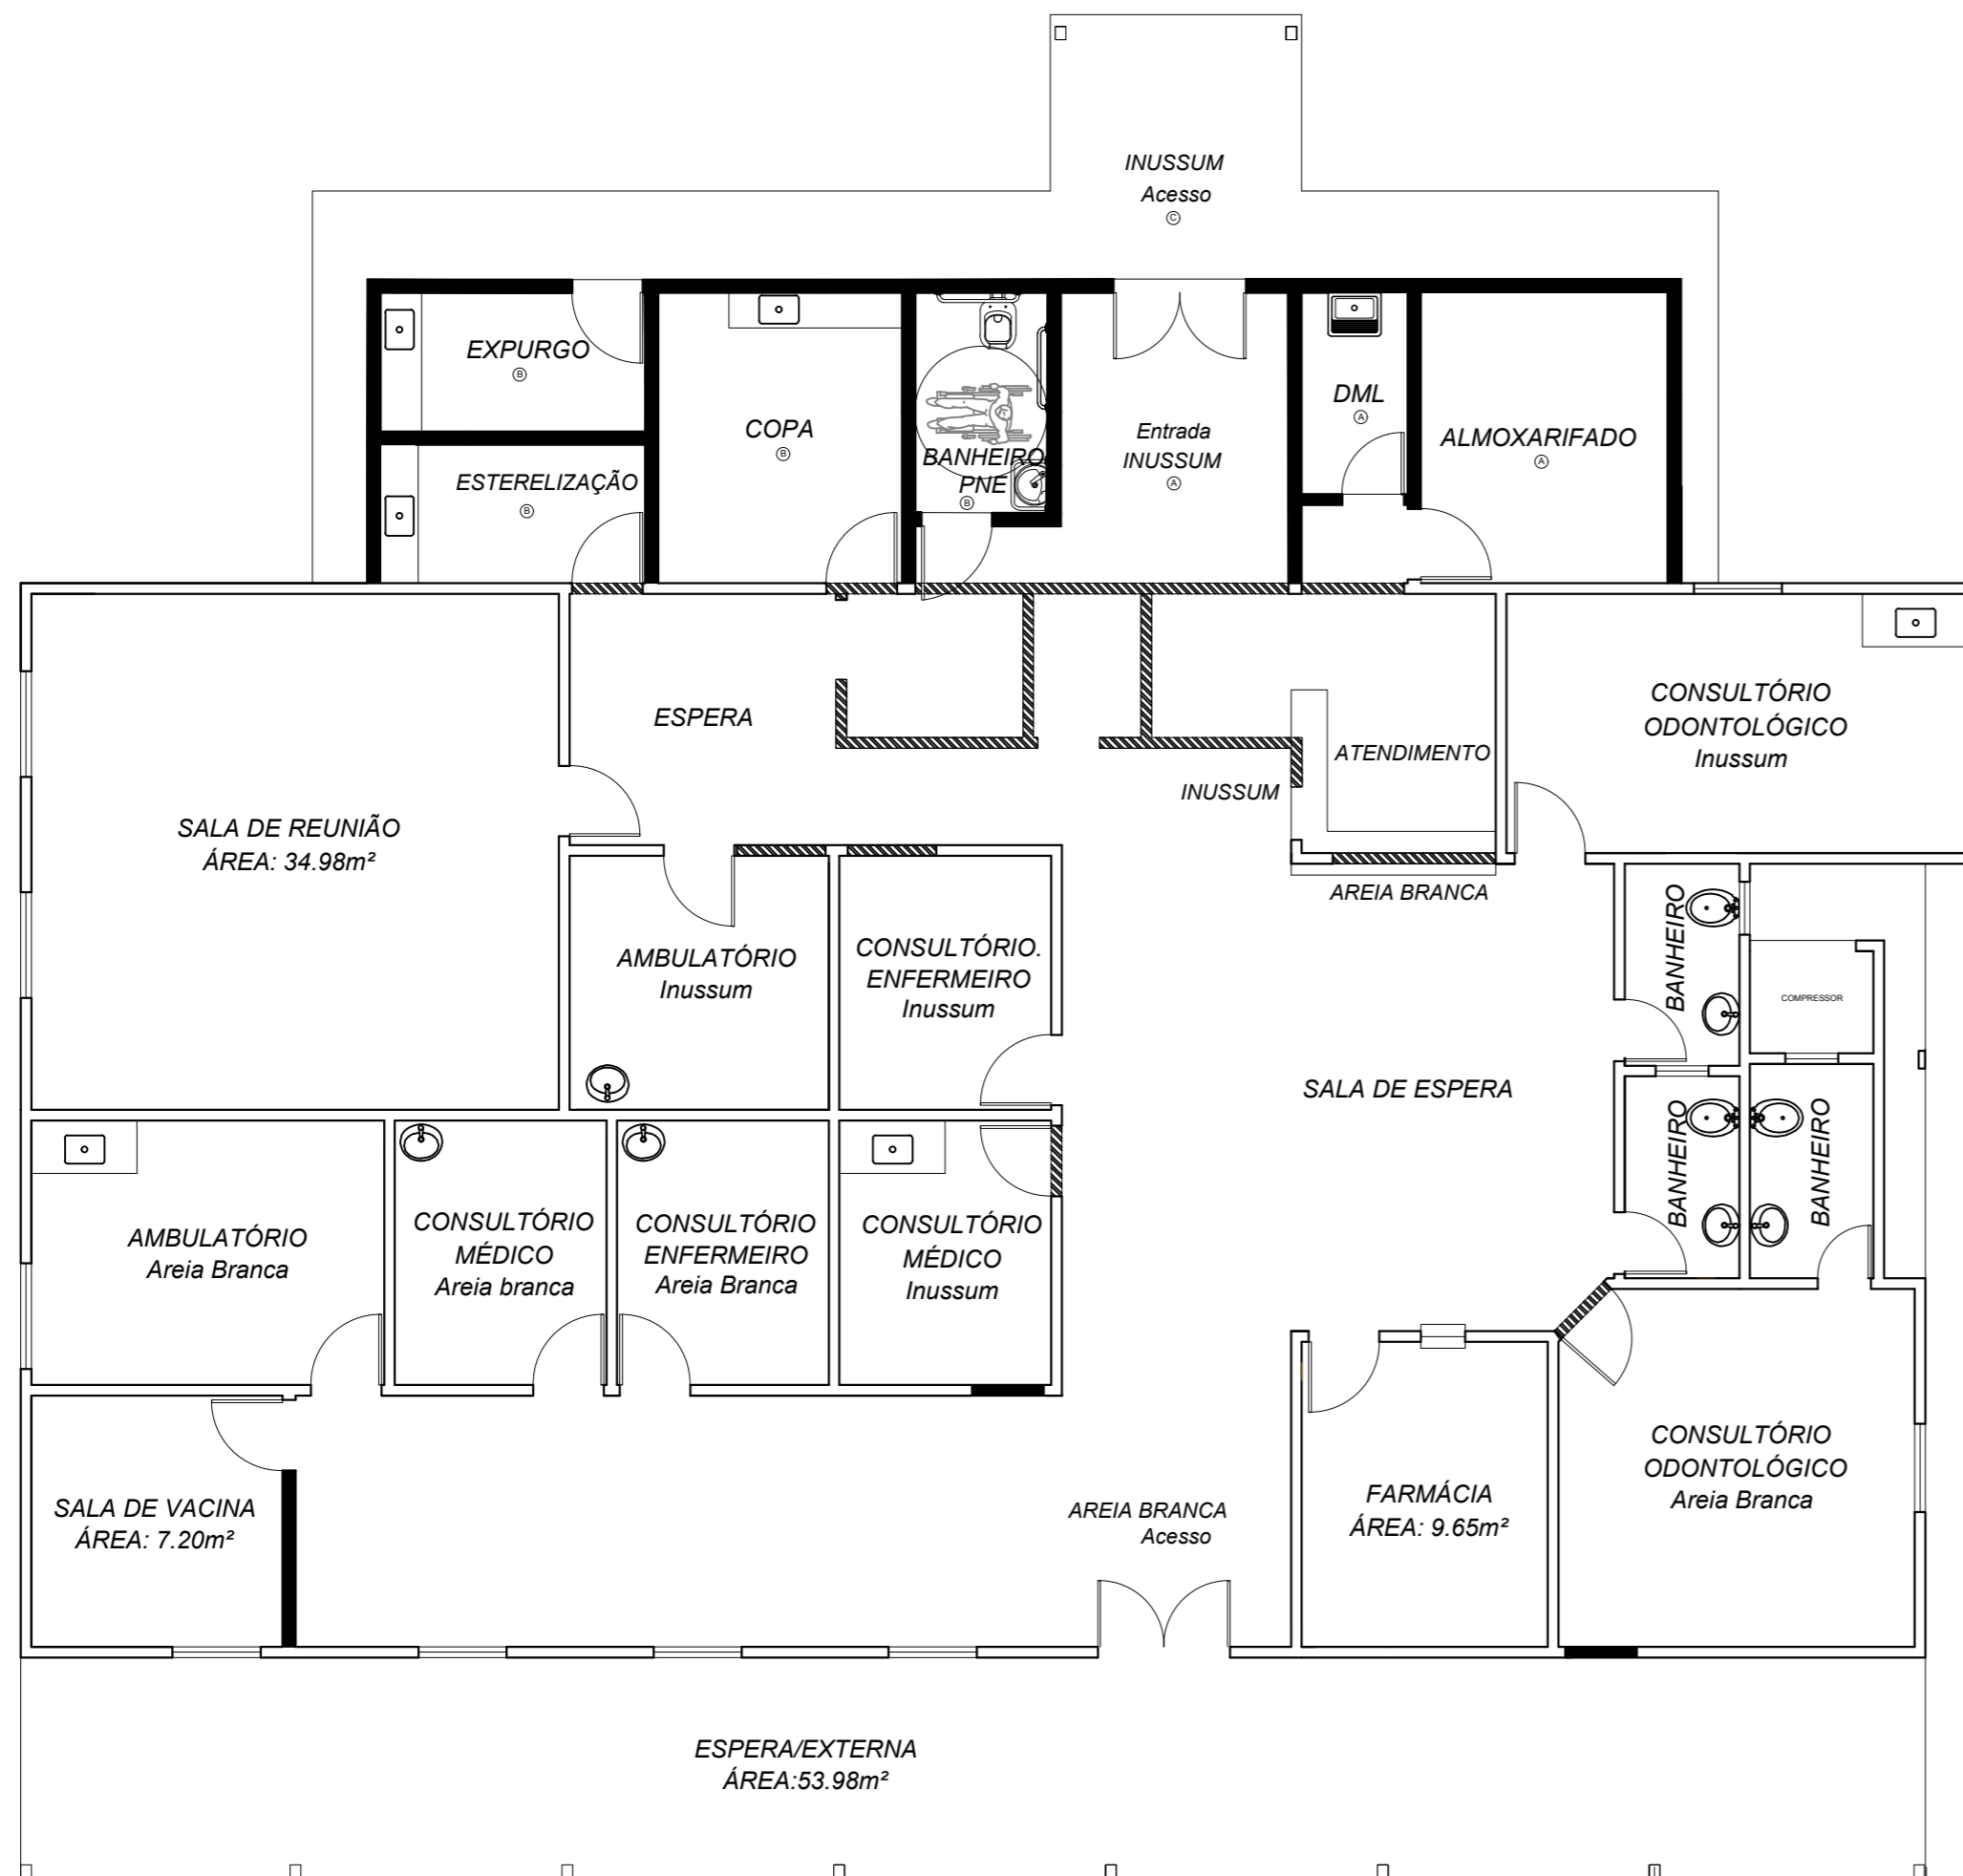 INUSSUM
Acesso
C
EXPURGO
B
ESTERELIZAÇÃO
B
COPA
B
BANHEIRO
PNE
B
Entrada
INUSSUM
A
DML
A
ALMOXARIFADO
A
ESPERA
ATENDIMENTO
INUSSUM
AREIA BRANCA
CONSULTÓRIO
ODONTOLÓGICO
Inussum
SALA DE REUNIÃO
ÁREA: 34.98m²
AMBULATÓRIO
Inussum
CONSULTÓRIO.
ENFERMEIRO
Inussum
SALA DE ESPERA
BANHEIRO
COMPRESSOR
BANHEIRO
BANHEIRO
AMBULATÓRIO
Areia Branca
CONSULTÓRIO
MÉDICO
Areia branca
CONSULTÓRIO
ENFERMEIRO
Areia Branca
CONSULTÓRIO
MÉDICO
Inussum
SALA DE VACINA
ÁREA: 7.20m²
AREIA BRANCA
Acesso
FARMÁCIA
ÁREA: 9.65m²
CONSULTÓRIO
ODONTOLÓGICO
Areia Branca
ESPERA/EXTERNA
ÁREA:53.98m²